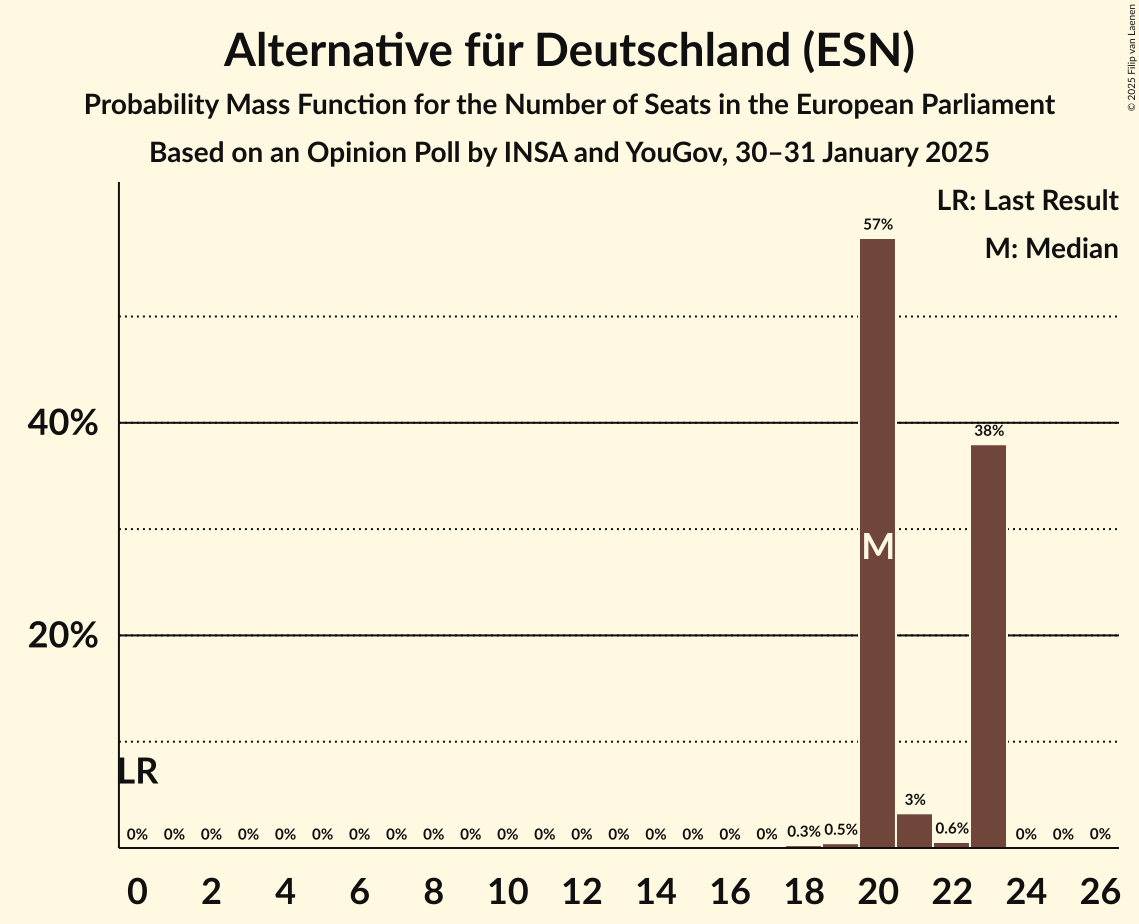 Alternative für Deutschland (ESN)
Probability Mass Function for the Number of Seats in the European Parliament
Based on an Opinion Poll by INSA and YouGov, 30–31 January 2025
© 2025 Filip van Laenen
LR: Last Result
M: Median
57%
40%
38%
M
20%
LR
0% 0% 0% 0% 0% 0% 0% 0% 0% 0% 0% 0% 0% 0% 0% 0% 0% 0% 0.3% 0.5% 3% 0.6% 0% 0% 0%
0 2 4 6 8 10 12 14 16 18 20 22 24 26